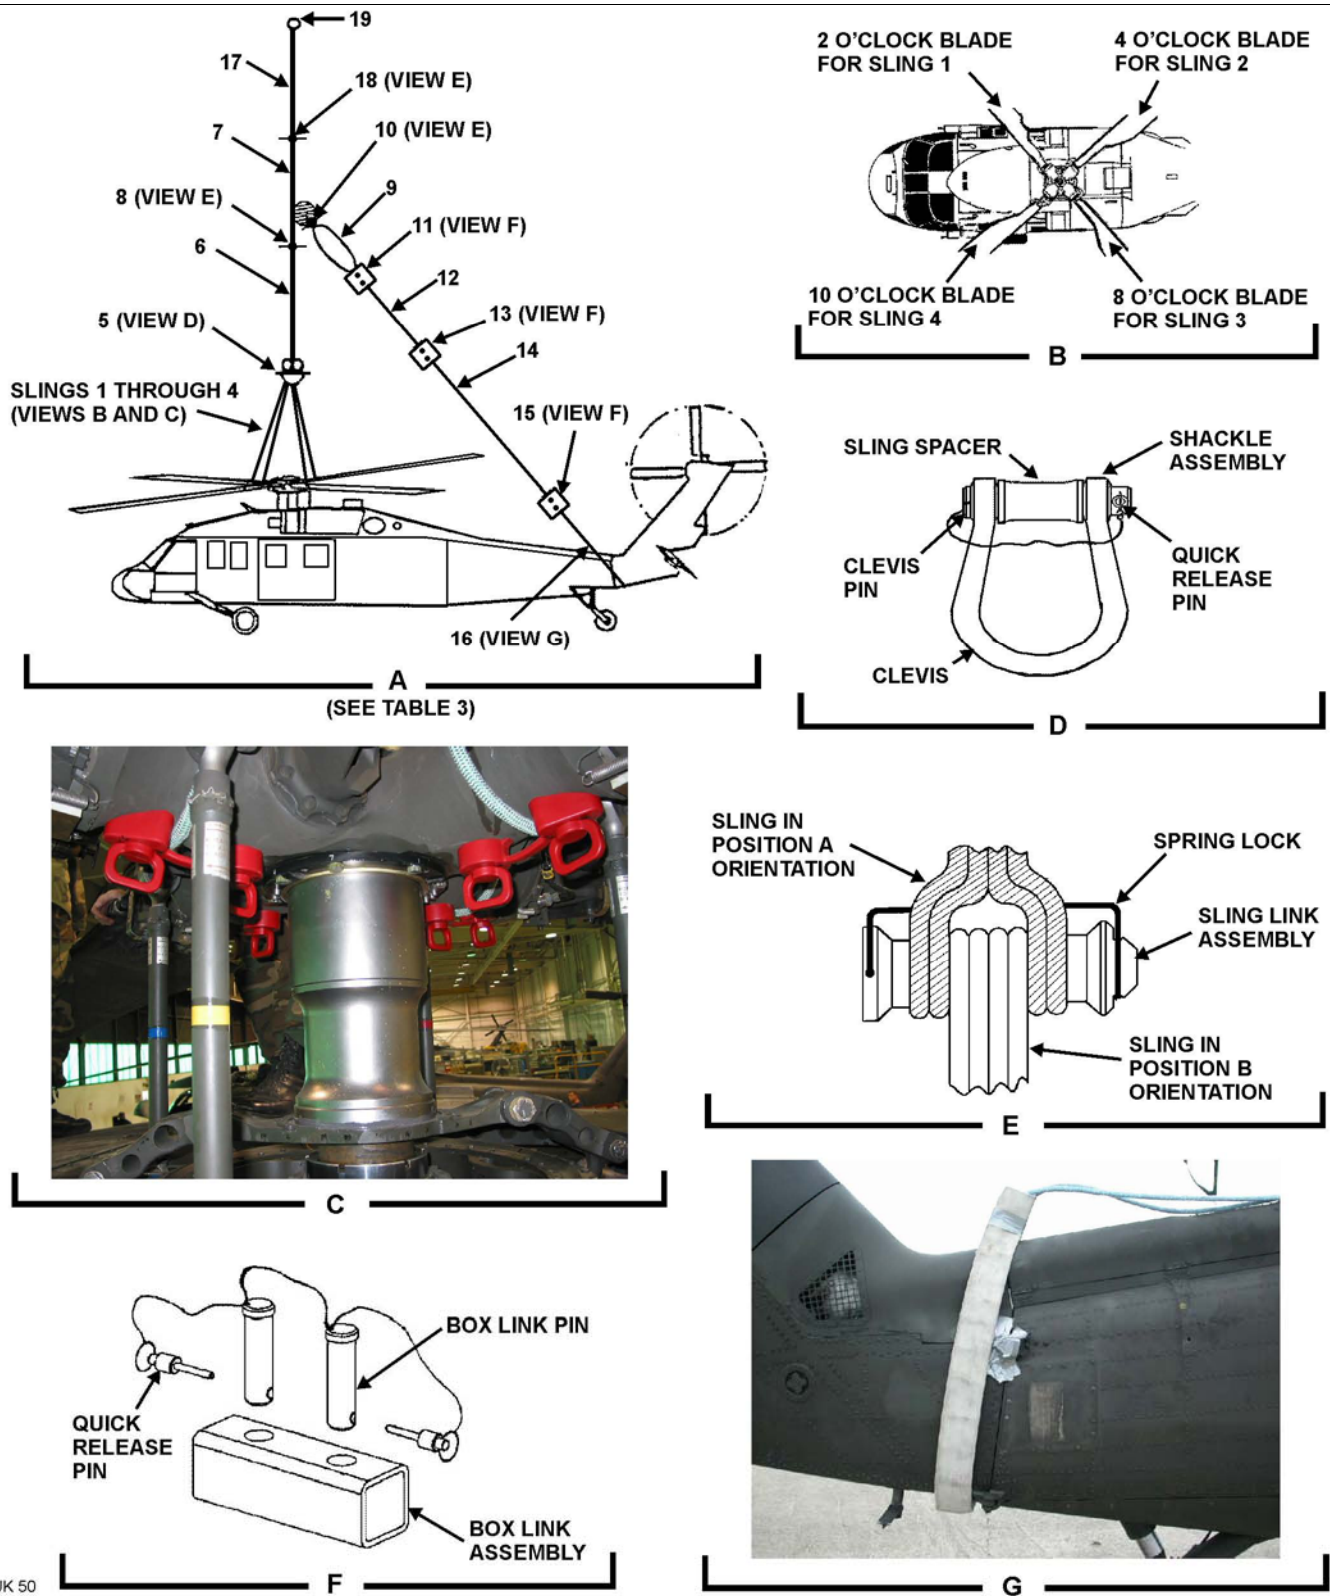 19
17
18 (VIEW E)
7
10 (VIEW E)
9
8 (VIEW E)
11 (VIEW F)
6
12
5 (VIEW D)
13 (VIEW F)
14
SLINGS 1 THROUGH 4
(VIEWS B AND C)
15 (VIEW F)
16 (VIEW G)
A
(SEE TABLE 3)
2 O'CLOCK BLADE
FOR SLING 1
4 O'CLOCK BLADE
FOR SLING 2
10 O'CLOCK BLADE
FOR SLING 4
8 O'CLOCK BLADE
FOR SLING 3
B
SLING SPACER
SHACKLE
ASSEMBLY
CLEVIS
PIN
QUICK
RELEASE
PIN
CLEVIS
D
C
SLING IN
POSITION A
ORIENTATION
SPRING LOCK
SLING LINK
ASSEMBLY
SLING IN
POSITION B
ORIENTATION
E
BOX LINK PIN
QUICK
RELEASE
PIN
BOX LINK
ASSEMBLY
F
G